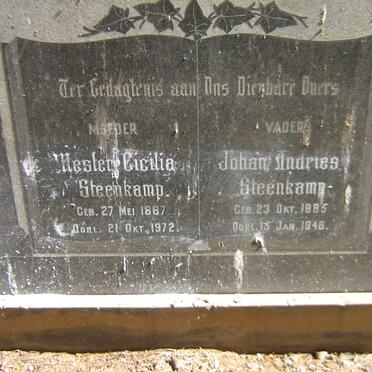 Ter Gedagtenis aan Ons Dierbare Ouers
MOEDER
Hester Cicilia
Steenkamp
GEB. 27 MEI 1887
OORL. 21 OKT. 1972.
VADER
Johan Andries
Steenkamp
GEB. 23 OKT. 1885
OORL. 15 JAN. 1946.